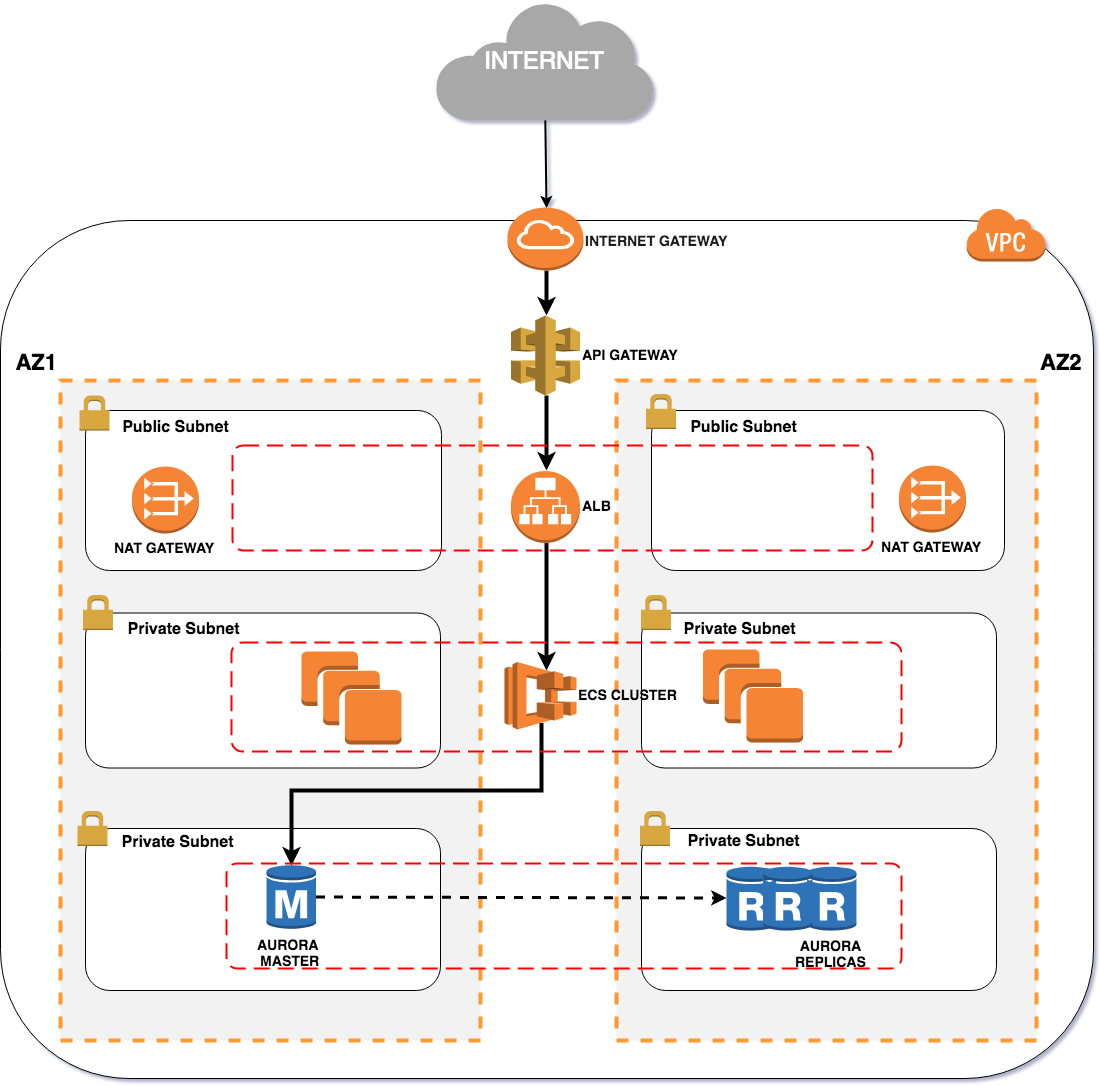 INTERNET
INTERNET GATEWAY
VPC
API GATEWAY
AZ1
AZ2
Public Subnet
Public Subnet
ALB
NAT GATEWAY
NAT GATEWAY
Private Subnet
Private Subnet
ECS CLUSTER
Private Subnet
Private Subnet
M
R R R
AURORA
MASTER
AURORA
REPLICAS